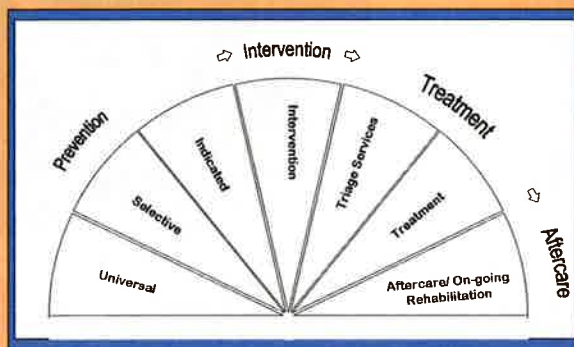 Prevention
Intervention
Treatment
Aftercare
Universal
Selective
Indicated
Intervention
Triage Services
Treatment
Aftercare/ On-going
Rehabilitation